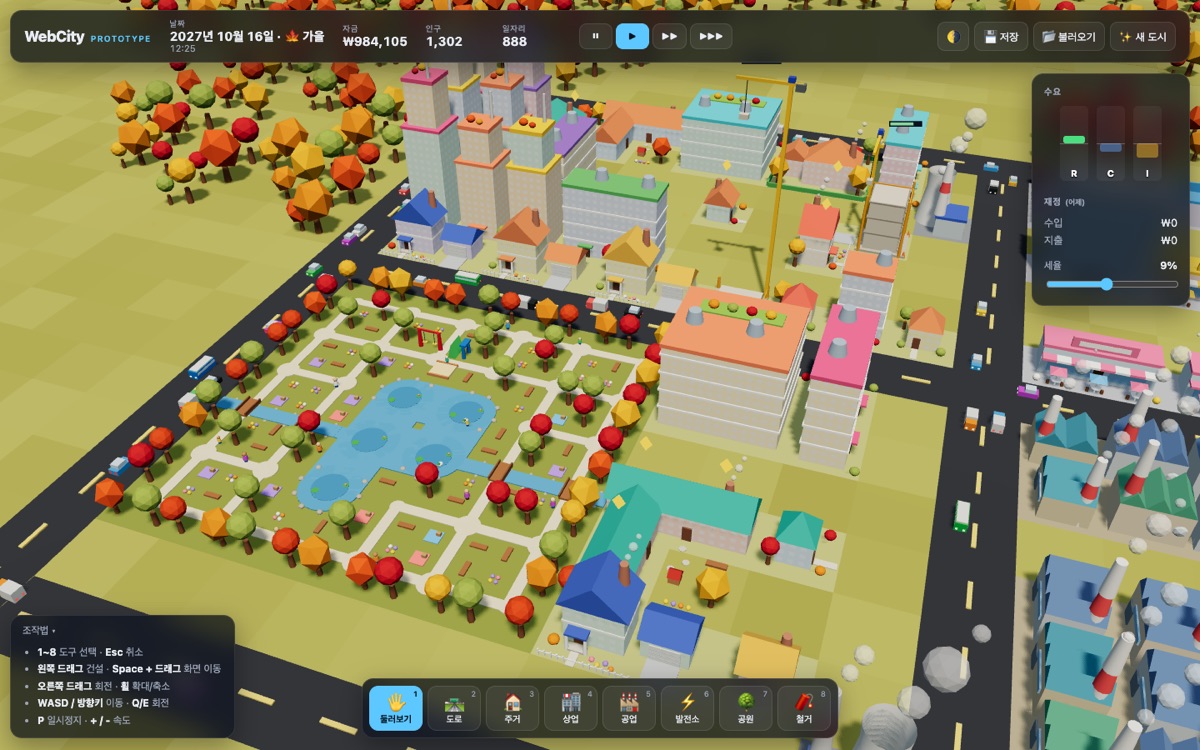 WebCity PROTOTYPE
날짜
2027년 10월 16일 · 🍁 가을
12:25
자금
₩984,105
인구
1,302
일자리
888
💾 저장
📂 불러오기
✨ 새 도시
수요
R C I
재정 (어제)
수입 ₩0
지출 ₩0
세율 9%
조작법
1~8 도구 선택 · Esc 취소
왼쪽 드래그 건설 · Space + 드래그 화면 이동
오른쪽 드래그 회전 · 휠 확대/축소
WASD / 방향키 이동 · Q/E 회전
P 일시정지 · + / - 속도
1 둘러보기
2 도로
3 주거
4 상업
5 공업
6 발전소
7 공원
8 철거